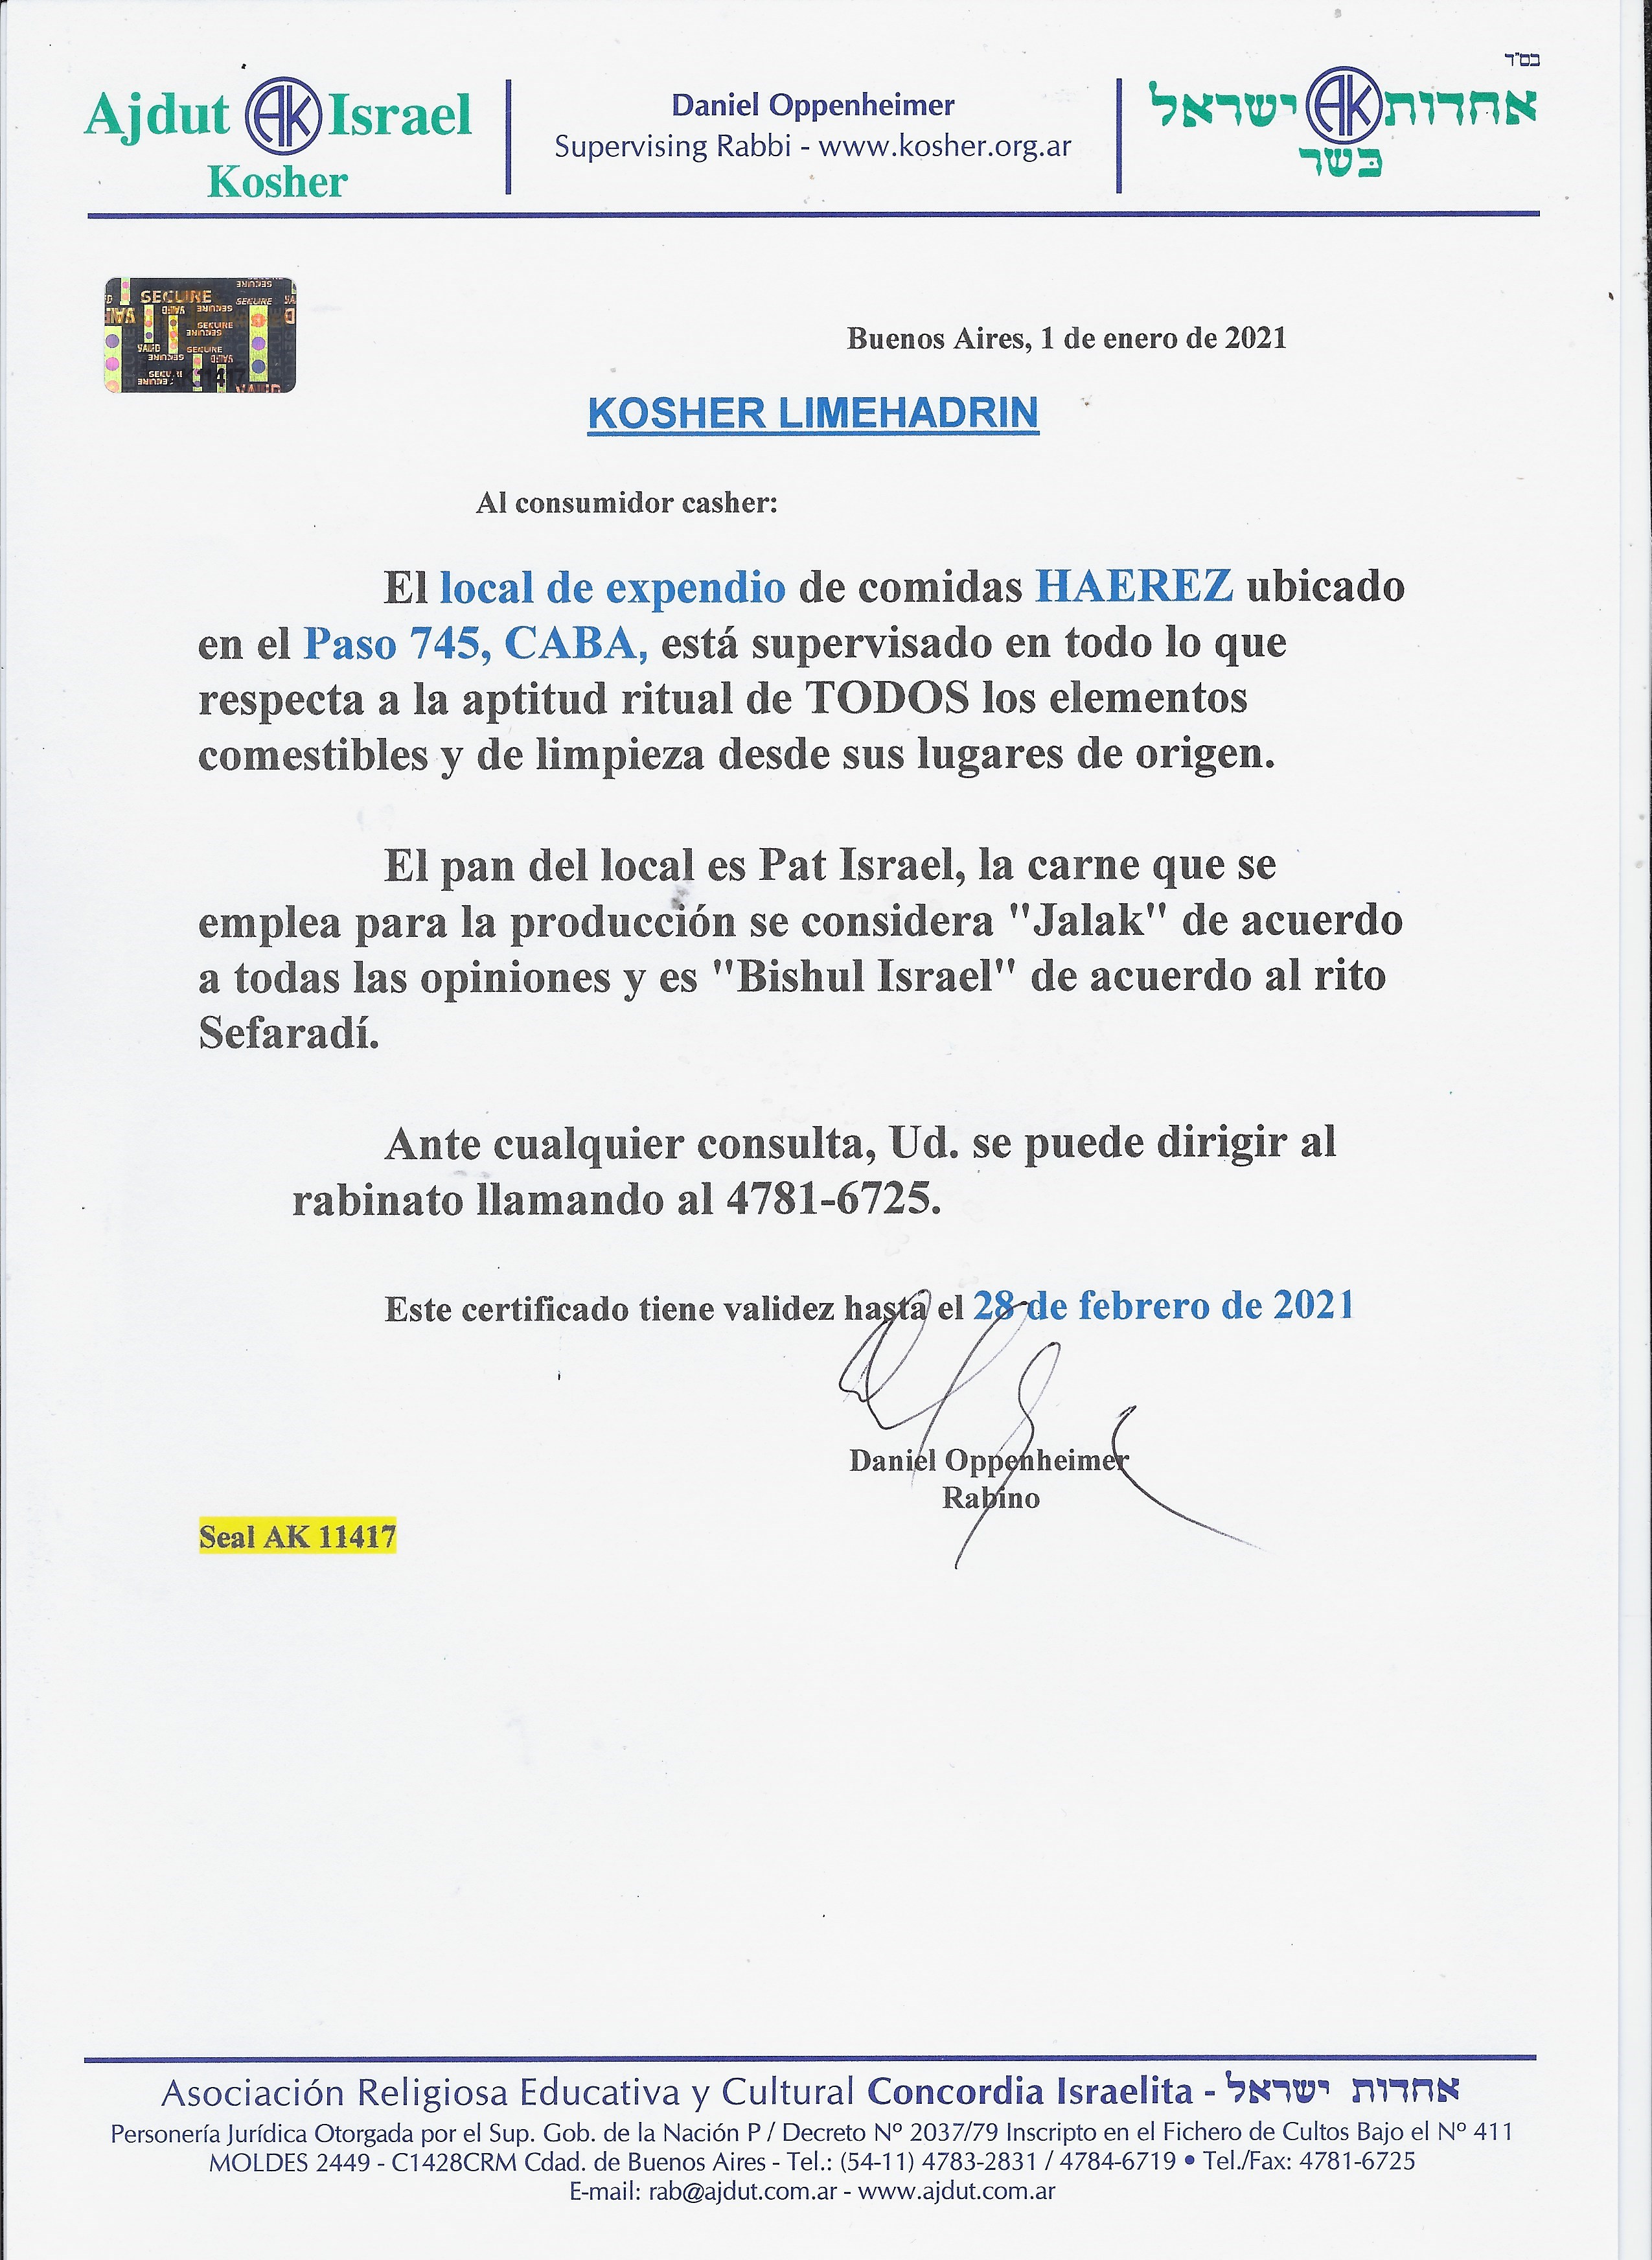 בס"ד
Ajdut AK Israel
Kosher
Daniel Oppenheimer
Supervising Rabbi - www.kosher.org.ar
אחדות AK ישראל
כשר
SECURE
VALID
11417
Buenos Aires, 1 de enero de 2021
KOSHER LIMEHADRIN
Al consumidor casher:
El local de expendio de comidas HAEREZ ubicado
en el Paso 745, CABA, está supervisado en todo lo que
respecta a la aptitud ritual de TODOS los elementos
comestibles y de limpieza desde sus lugares de origen.
El pan del local es Pat Israel, la carne que se
emplea para la producción se considera "Jalak" de acuerdo
a todas las opiniones y es "Bishul Israel" de acuerdo al rito
Sefaradí.
Ante cualquier consulta, Ud. se puede dirigir al
rabinato llamando al 4781-6725.
Este certificado tiene validez hasta el 28 de febrero de 2021
Daniel Oppenheimer
Rabino
Seal AK 11417
Asociación Religiosa Educativa y Cultural Concordia Israelita - אחדות ישראל
Personería Jurídica Otorgada por el Sup. Gob. de la Nación P / Decreto Nº 2037/79 Inscripto en el Fichero de Cultos Bajo el Nº 411
MOLDES 2449 - C1428CRM Cdad. de Buenos Aires - Tel.: (54-11) 4783-2831 / 4784-6719 • Tel./Fax: 4781-6725
E-mail: rab@ajdut.com.ar - www.ajdut.com.ar